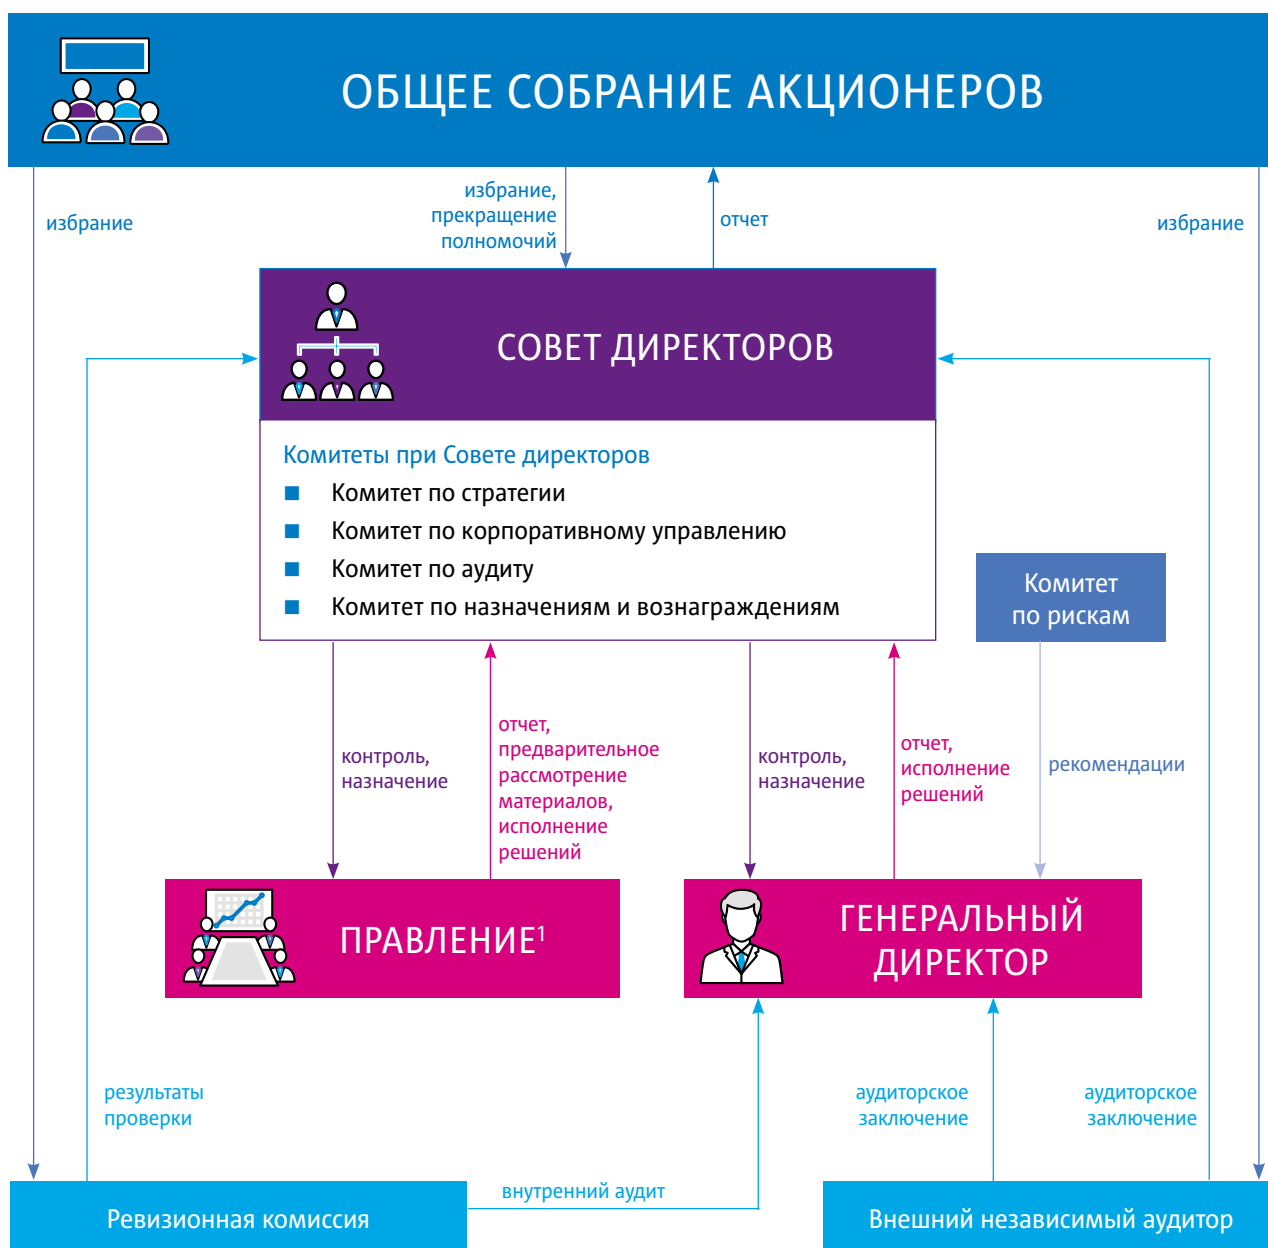 ОБЩЕЕ СОБРАНИЕ АКЦИОНЕРОВ
избрание
избрание,
прекращение
полномочий
отчет
избрание
СОВЕТ ДИРЕКТОРОВ
Комитеты при Совете директоров
Комитет по стратегии
Комитет по корпоративному управлению
Комитет по аудиту
Комитет по назначениям и вознаграждениям
Комитет
по рискам
контроль,
назначение
отчет,
предварительное
рассмотрение
материалов,
исполнение
решений
контроль,
назначение
отчет,
исполнение
решений
рекомендации
ПРАВЛЕНИЕ¹
ГЕНЕРАЛЬНЫЙ
ДИРЕКТОР
результаты
проверки
аудиторское
заключение
аудиторское
заключение
внутренний аудит
Ревизионная комиссия
Внешний независимый аудитор